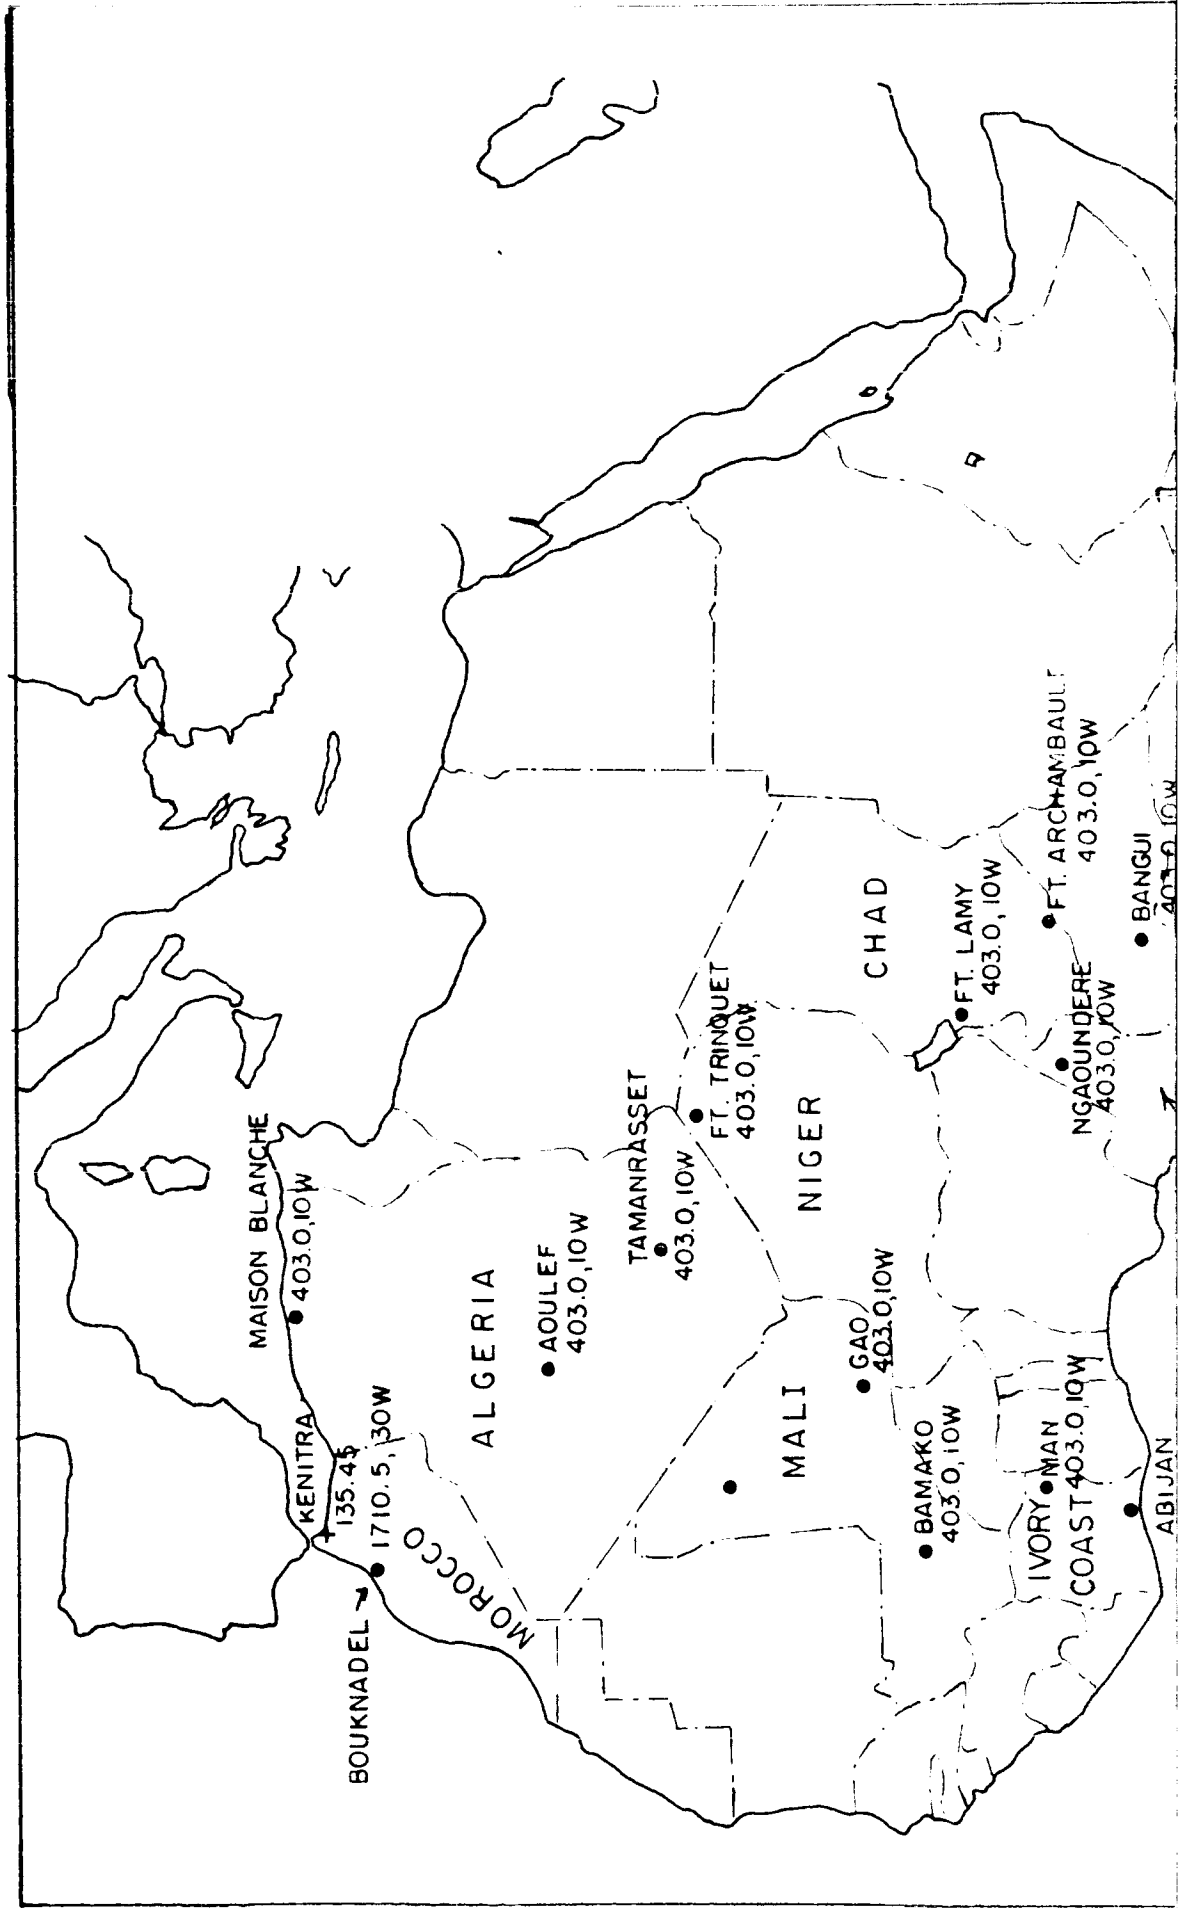 MAISON BLANCHE
403.0,10W
KENITRA
135.45
BOUKNADEL
1710.5, 30W
MOROCCO
ALGERIA
AOULEF
403.0,10W
TAMANRASSET
403.0,10W
FT. TRINQUET
403.0,10W
MALI
NIGER
CHAD
GAO
403.0,10W
BAMAKO
403.0,10W
FT. LAMY
403.0,10W
IVORY
COAST
MAN
403.0,10W
NGAOUNDERE
403.0,10W
FT. ARCHAMBAULT
403.0,10W
ABIJAN
BANGUI
403.0 10W